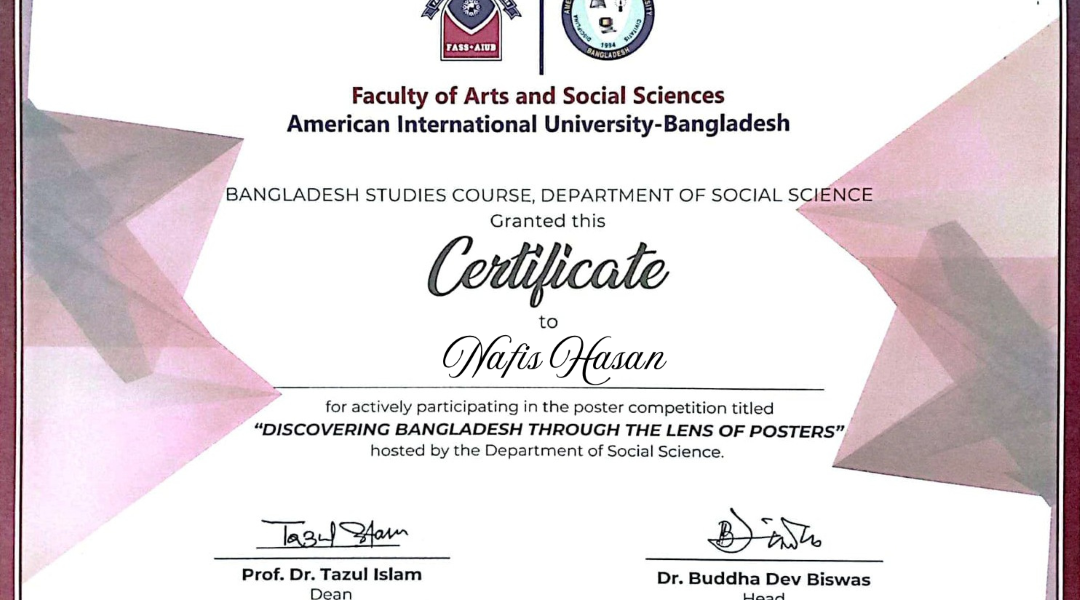 FASS-AIUB
1994
BANGLADESH
Faculty of Arts and Social Sciences
American International University-Bangladesh
BANGLADESH STUDIES COURSE, DEPARTMENT OF SOCIAL SCIENCE
Granted this
Certificate
to
Nafis Hasan
for actively participating in the poster competition titled
“DISCOVERING BANGLADESH THROUGH THE LENS OF POSTERS”
hosted by the Department of Social Science.
Tazul Islam
Prof. Dr. Tazul Islam
Dr. Buddha Dev Biswas
Dean
Head